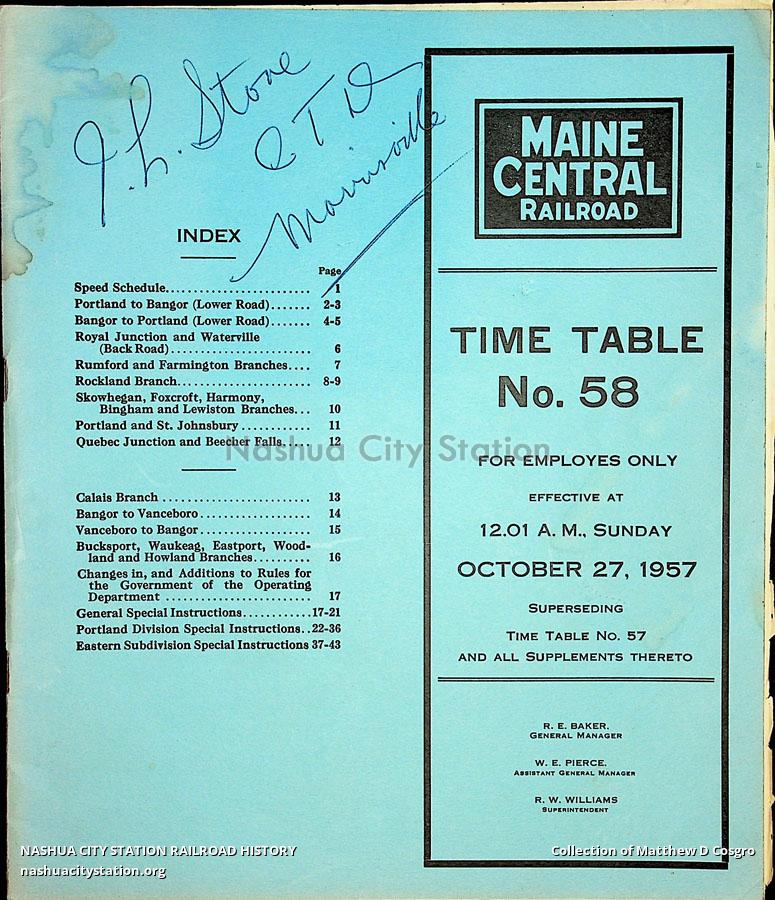 J. L. Stone
C T D
Morrisville
INDEX
Page
Speed Schedule........................ 1
Portland to Bangor (Lower Road)....... 2-3
Bangor to Portland (Lower Road)....... 4-5
Royal Junction and Waterville
(Back Road)........................ 6
Rumford and Farmington Branches.... 7
Rockland Branch....................... 8-9
Skowhegan, Foxcroft, Harmony,
Bingham and Lewiston Branches... 10
Portland and St. Johnsbury ............ 11
Quebec Junction and Beecher Falls..... 12
Calais Branch ......................... 13
Bangor to Vanceboro................... 14
Vanceboro to Bangor................... 15
Bucksport, Waukeag, Eastport, Wood-
land and Howland Branches.......... 16
Changes in, and Additions to Rules for
the Government of the Operating
Department ......................... 17
General Special Instructions............17-21
Portland Division Special Instructions..22-36
Eastern Subdivision Special Instructions 37-43
MAINE
CENTRAL
RAILROAD
TIME TABLE
No. 58
FOR EMPLOYES ONLY
EFFECTIVE AT
12.01 A. M., SUNDAY
OCTOBER 27, 1957
SUPERSEDING
TIME TABLE NO. 57
AND ALL SUPPLEMENTS THERETO
R. E. BAKER,
GENERAL MANAGER
W. E. PIERCE,
ASSISTANT GENERAL MANAGER
R. W. WILLIAMS
SUPERINTENDENT
Nashua City Station
NASHUA CITY STATION RAILROAD HISTORY
nashuacitystation.org
Collection of Matthew D Cosgro